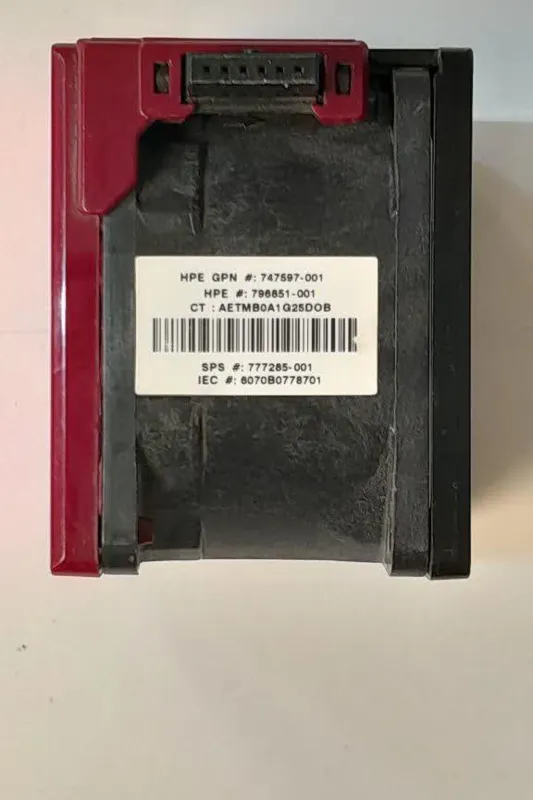 HPE GPN #: 747597-001
HPE #: 796851-001
CT : AETMB0A1G25DOB
SPS #: 777285-001
IEC #: 6070B0778701